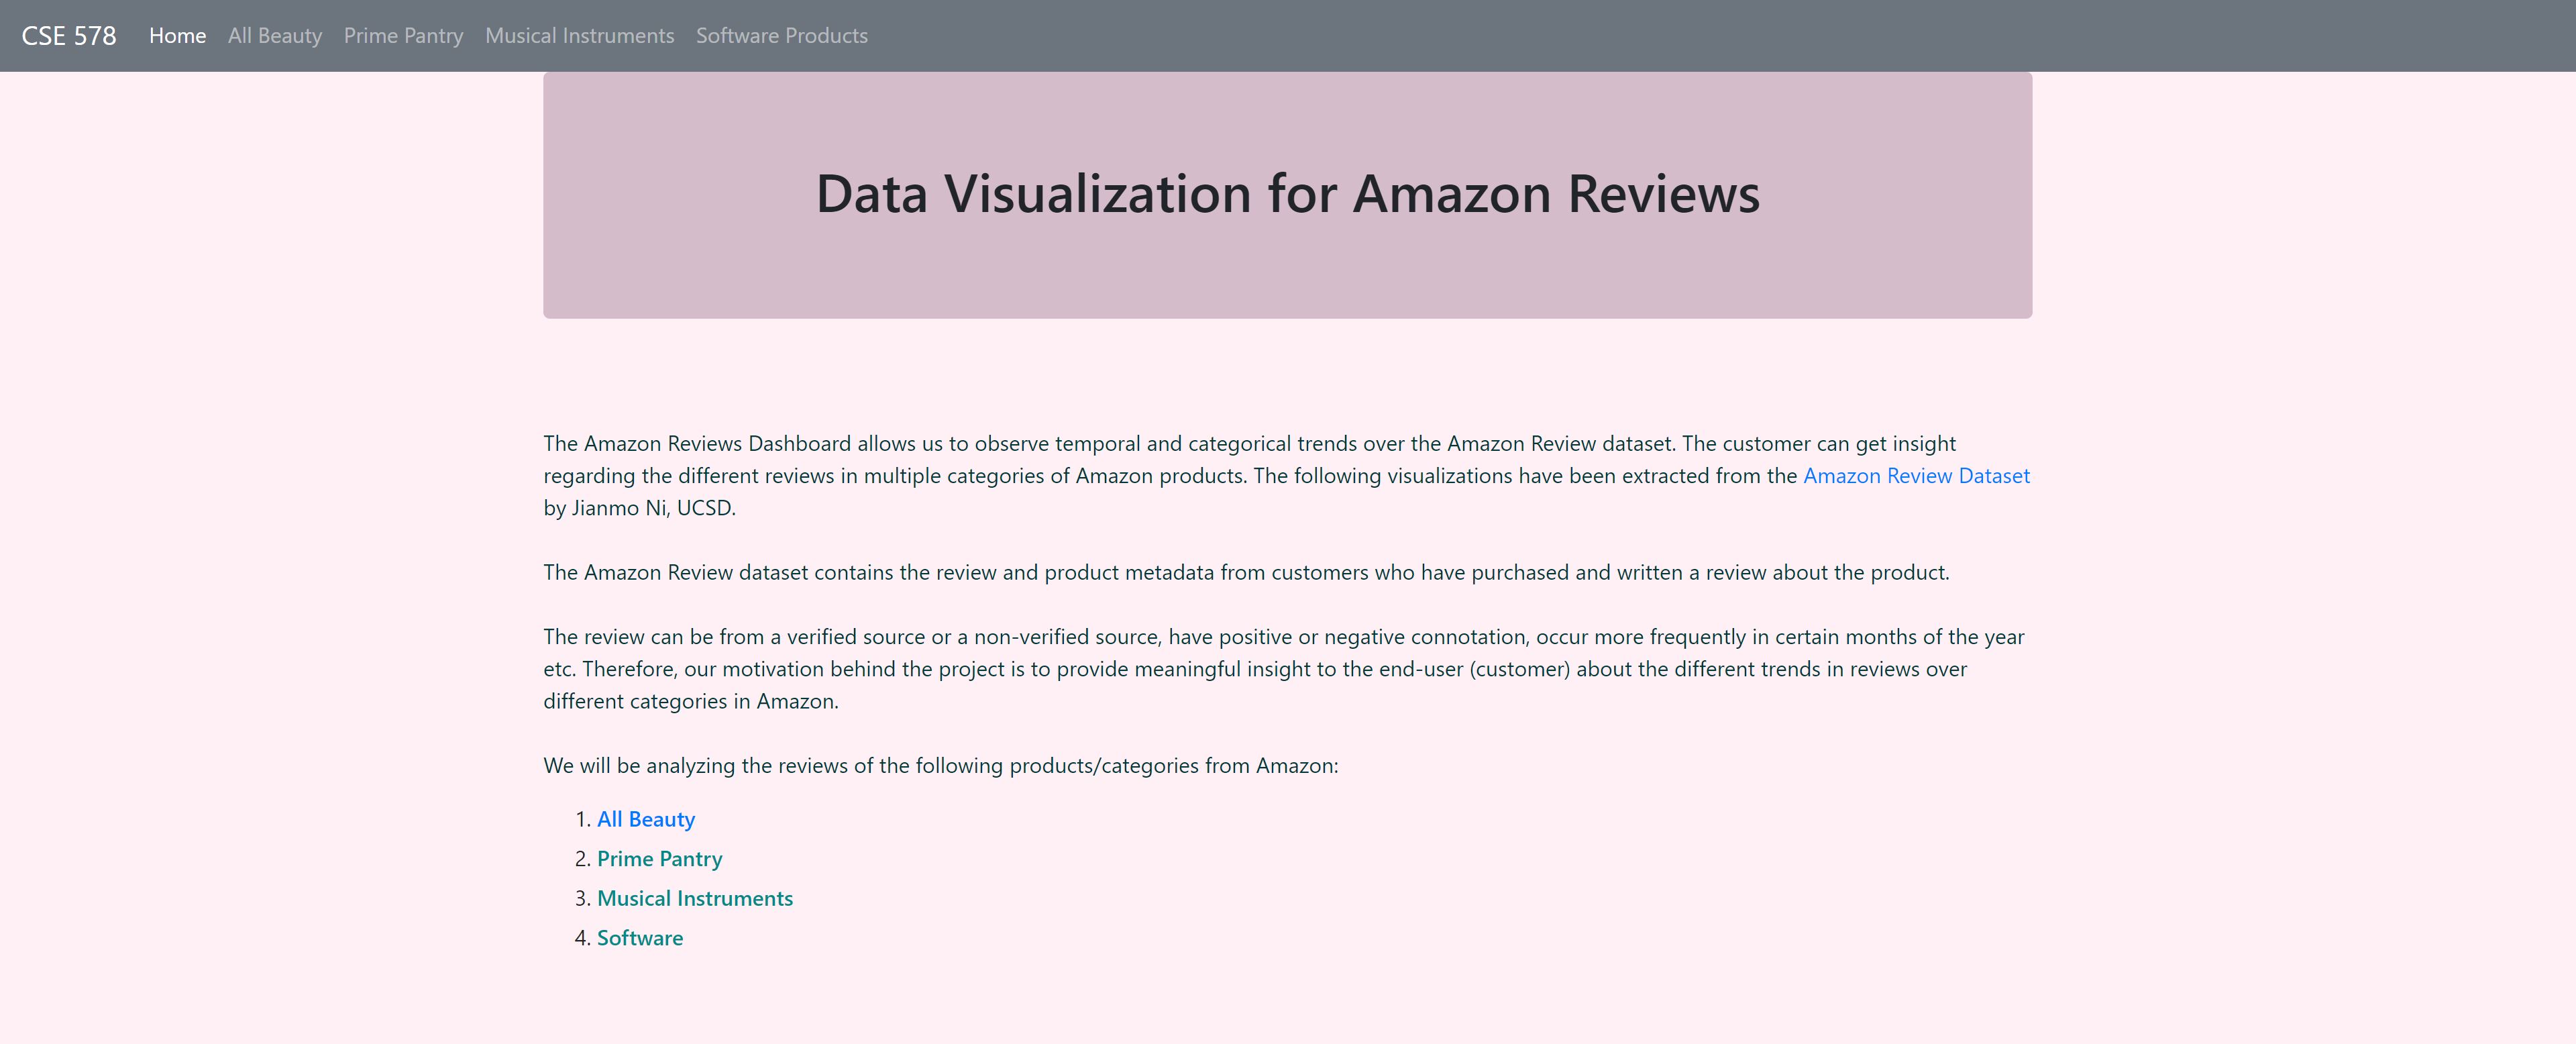 CSE 578 Home All Beauty Prime Pantry Musical Instruments Software Products
Data Visualization for Amazon Reviews
The Amazon Reviews Dashboard allows us to observe temporal and categorical trends over the Amazon Review dataset. The customer can get insight
regarding the different reviews in multiple categories of Amazon products. The following visualizations have been extracted from the Amazon Review Dataset
by Jianmo Ni, UCSD.
The Amazon Review dataset contains the review and product metadata from customers who have purchased and written a review about the product.
The review can be from a verified source or a non-verified source, have positive or negative connotation, occur more frequently in certain months of the year
etc. Therefore, our motivation behind the project is to provide meaningful insight to the end-user (customer) about the different trends in reviews over
different categories in Amazon.
We will be analyzing the reviews of the following products/categories from Amazon:
1. All Beauty
2. Prime Pantry
3. Musical Instruments
4. Software